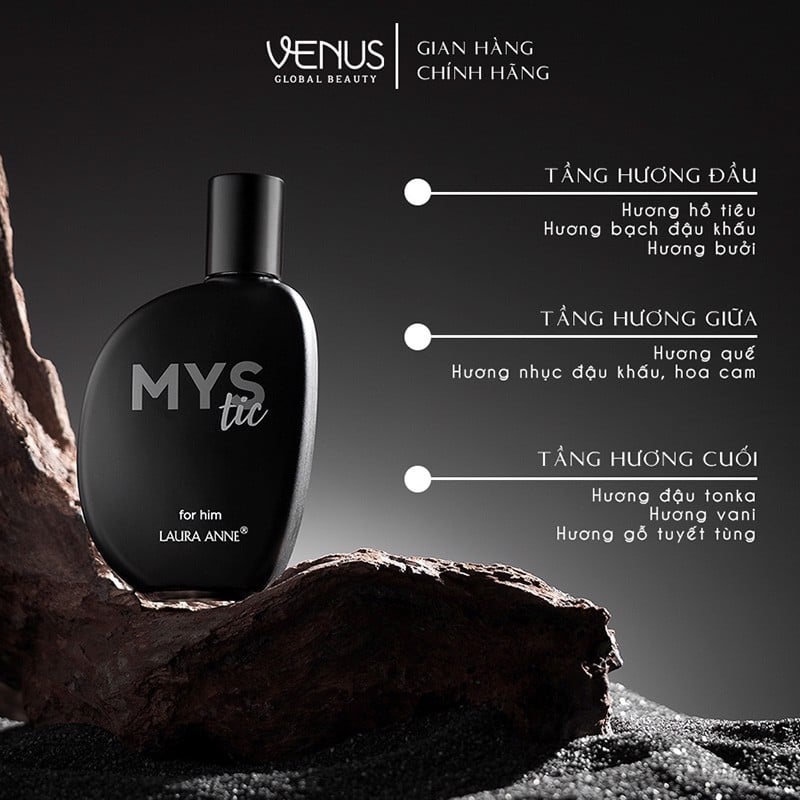 VENUS
GLOBAL BEAUTY
GIAN HÀNG
CHÍNH HÃNG
TẦNG HƯƠNG ĐẦU
Hương hồ tiêu
Hương bạch đậu khấu
Hương bưởi
TẦNG HƯƠNG GIỮA
Hương quế
Hương nhục đậu khấu, hoa cam
TẦNG HƯƠNG CUỐI
Hương đậu tonka
Hương vani
Hương gỗ tuyết tùng
MYS
tic
for him
LAURA ANNE®